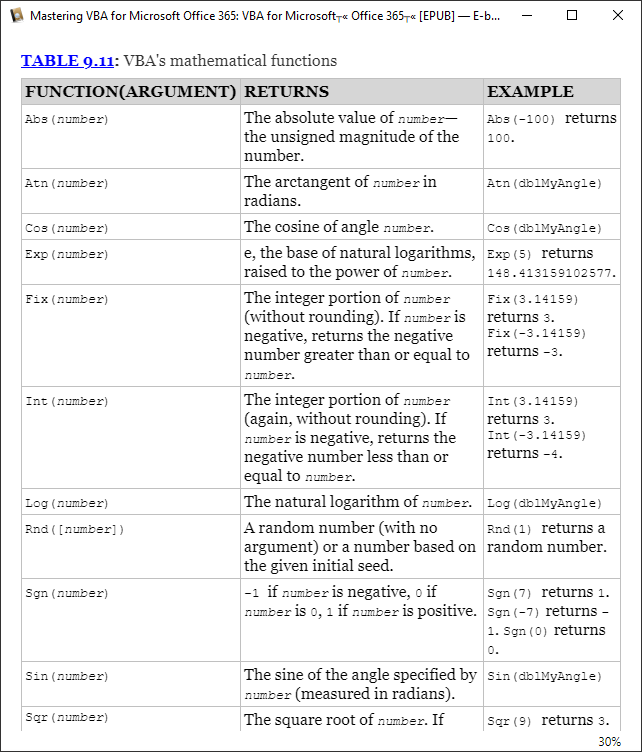 Mastering VBA for Microsoft Office 365: VBA for Microsoft┬« Office 365┬« [EPUB] — E-b...
TABLE 9.11: VBA's mathematical functions
FUNCTION(ARGUMENT) RETURNS EXAMPLE
Abs(number) The absolute value of number— Abs(-100) returns
the unsigned magnitude of the 100.
number.
Atn(number) The arctangent of number in Atn(dblMyAngle)
radians.
Cos(number) The cosine of angle number. Cos(dblMyAngle)
Exp(number) e, the base of natural logarithms, Exp(5) returns
raised to the power of number. 148.413159102577.
Fix(number) The integer portion of number Fix(3.14159)
(without rounding). If number is returns 3.
negative, returns the negative Fix(-3.14159)
number greater than or equal to returns -3.
number.
Int(number) The integer portion of number Int(3.14159)
(again, without rounding). If returns 3.
number is negative, returns the Int(-3.14159)
negative number less than or returns -4.
equal to number.
Log(number) The natural logarithm of number. Log(dblMyAngle)
Rnd([number]) A random number (with no Rnd(1) returns a
argument) or a number based on random number.
the given initial seed.
Sgn(number) -1 if number is negative, 0 if Sgn(7) returns 1.
number is 0, 1 if number is positive. Sgn(-7) returns -
1. Sgn(0) returns
0.
Sin(number) The sine of the angle specified by Sin(dblMyAngle)
number (measured in radians).
Sqr(number) The square root of number. If Sqr(9) returns 3.
30%